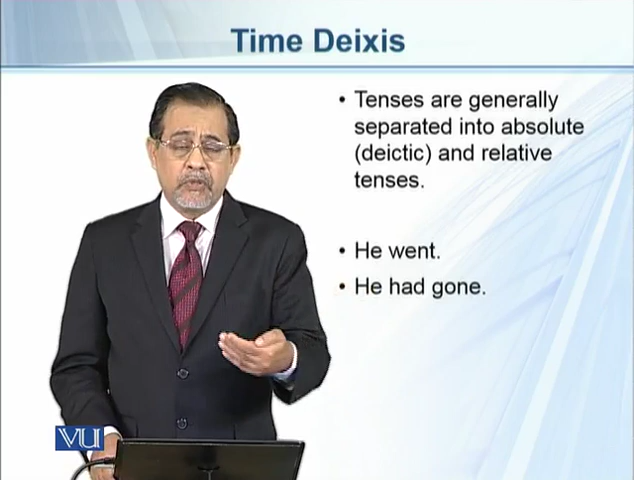 Time Deixis
• Tenses are generally
separated into absolute
(deictic) and relative
tenses.
• He went.
• He had gone.
VU